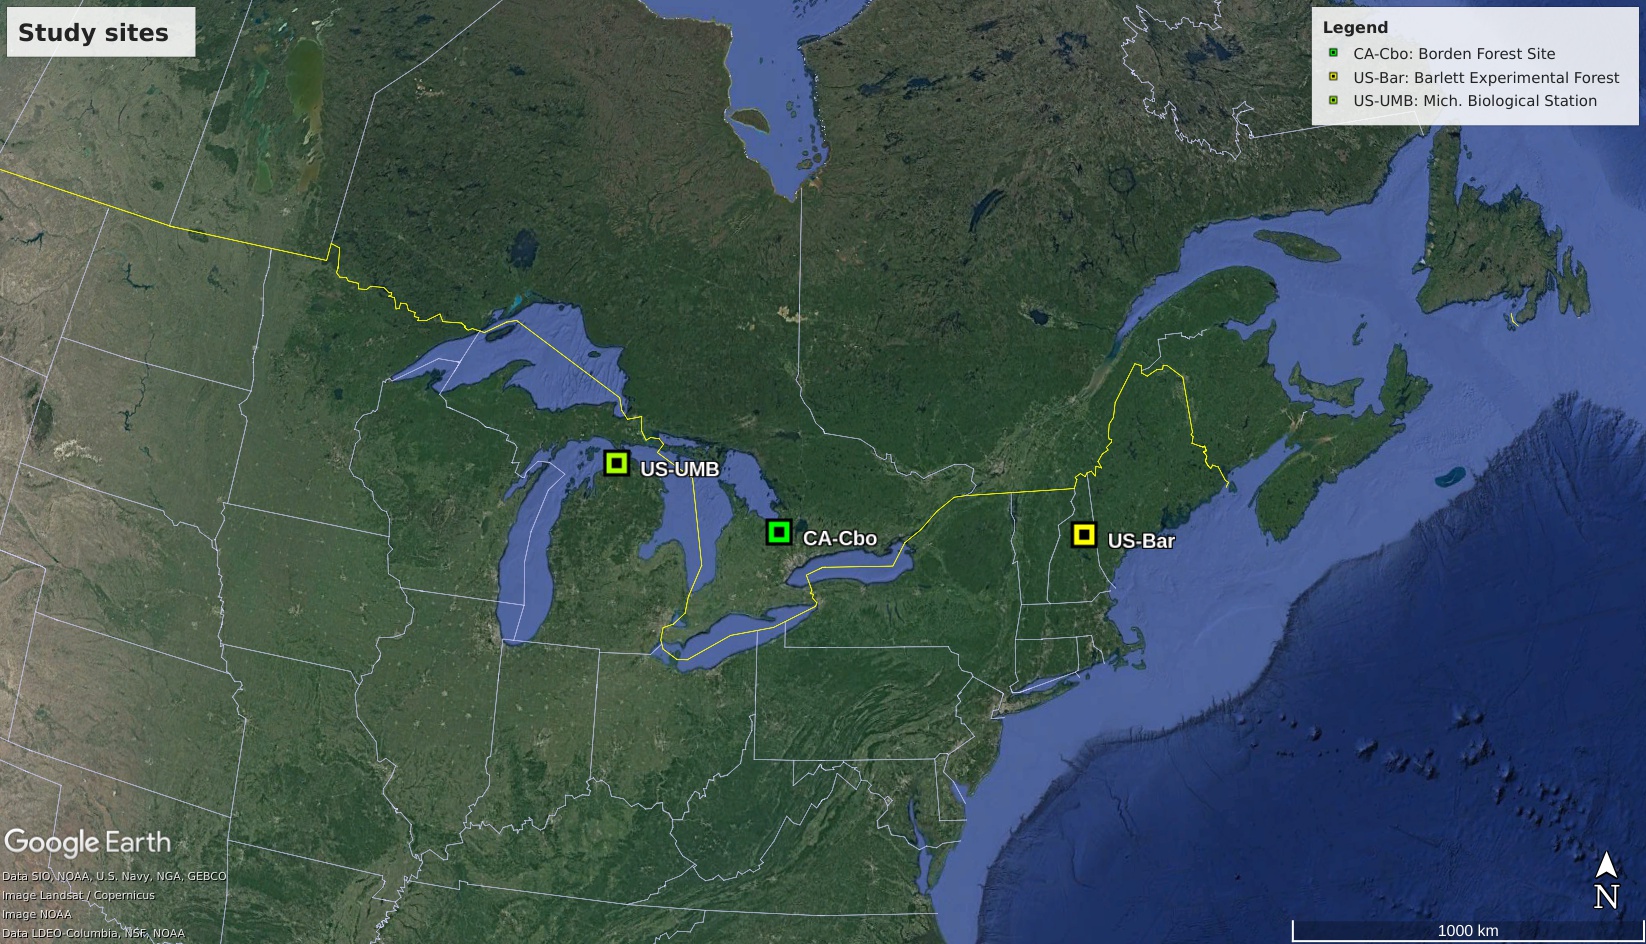 Study sites
Legend
CA-Cbo: Borden Forest Site
US-Bar: Barlett Experimental Forest
US-UMB: Mich. Biological Station
US-UMB
CA-Cbo
US-Bar
Google Earth
Data SIO, NOAA, U.S. Navy, NGA, GEBCO
Image Landsat / Copernicus
Image NOAA
Data LDEO-Columbia, NSF, NOAA
N
1000 km